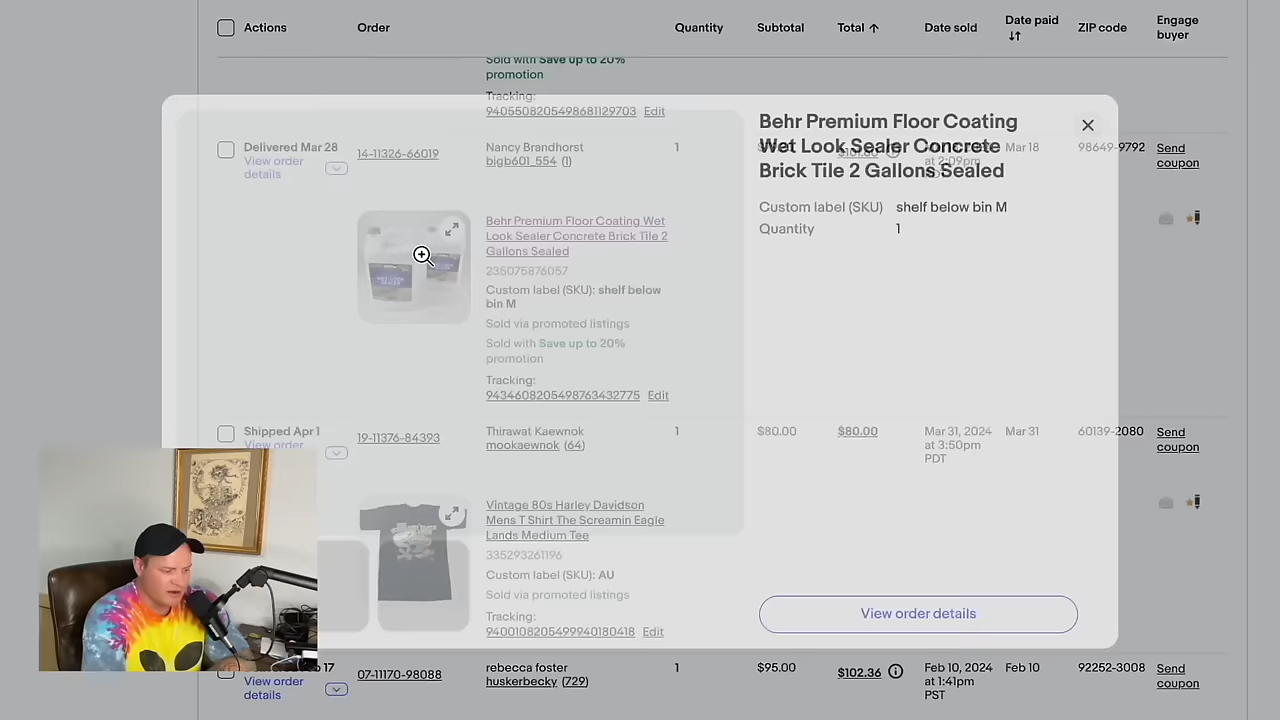 Actions
Order
Quantity
Subtotal
Total ↑
Date sold
Date paid
ZIP code
Engage
buyer
Sold with Save up to 20%
promotion
Tracking:
9405508205498681129703 Edit
Delivered Mar 28
View order
details
14-11326-66019
Nancy Brandhorst
bigb601_554 (1)
1
at 2:09pm
Mar 18
98649-9792
Send
coupon
Behr Premium Floor Coating
Wet Look Sealer Concrete
Brick Tile 2 Gallons Sealed
Custom label (SKU) shelf below bin M
Quantity 1
Behr Premium Floor Coating Wet
Look Sealer Concrete Brick Tile 2
Gallons Sealed
235075876057
Custom label (SKU): shelf below
bin M
Sold via promoted listings
Sold with Save up to 20%
promotion
Tracking:
9434608205498763432775 Edit
Shipped Apr 1
View order
19-11376-84393
Thirawat Kaewnok
mookaewnok (64)
1
$80.00
$80.00
Mar 31, 2024
at 3:50pm
PDT
Mar 31
60139-2080
Send
coupon
Vintage 80s Harley Davidson
Mens T Shirt The Screamin Eagle
Lands Medium Tee
335293261196
Custom label (SKU): AU
Sold via promoted listings
Tracking:
9400108205499940180418 Edit
View order details
17
View order
details
07-11170-98088
rebecca foster
huskerbecky (729)
1
$95.00
$102.36
Feb 10, 2024
at 1:41pm
PST
Feb 10
92252-3008
Send
coupon